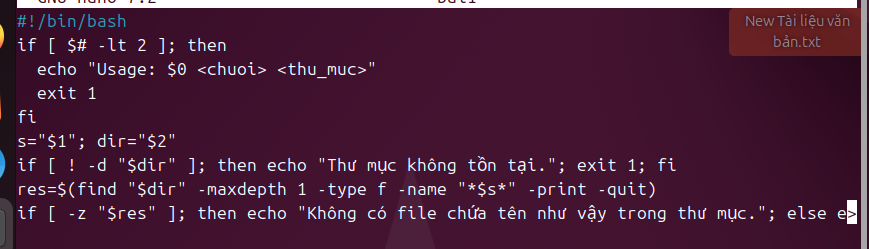 #!/bin/bash
if [ $# -lt 2 ]; then
  echo "Usage: $0 <chuoi> <thu_muc>"
  exit 1
fi
s="$1"; dir="$2"
if [ ! -d "$dir" ]; then echo "Thư mục không tồn tại."; exit 1; fi
res=$(find "$dir" -maxdepth 1 -type f -name "*$s*" -print -quit)
if [ -z "$res" ]; then echo "Không có file chứa tên như vậy trong thư mục."; else e>
New Tài liệu văn
bản.txt